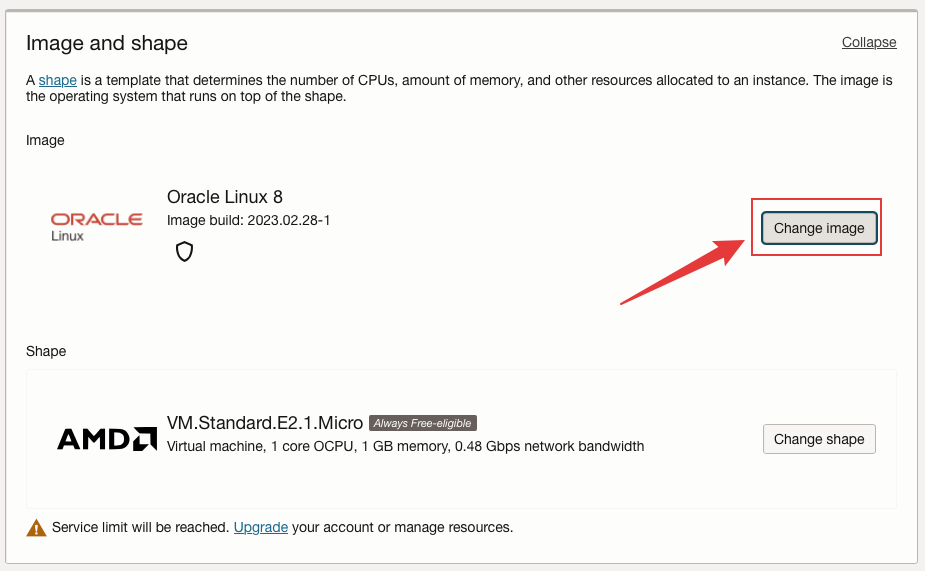 Image and shape
Collapse
A shape is a template that determines the number of CPUs, amount of memory, and other resources allocated to an instance. The image is
the operating system that runs on top of the shape.
Image
ORACLE
Linux
Oracle Linux 8
Image build: 2023.02.28-1
Change image
Shape
AMD
VM.Standard.E2.1.Micro Always Free-eligible
Virtual machine, 1 core OCPU, 1 GB memory, 0.48 Gbps network bandwidth
Change shape
Service limit will be reached. Upgrade your account or manage resources.